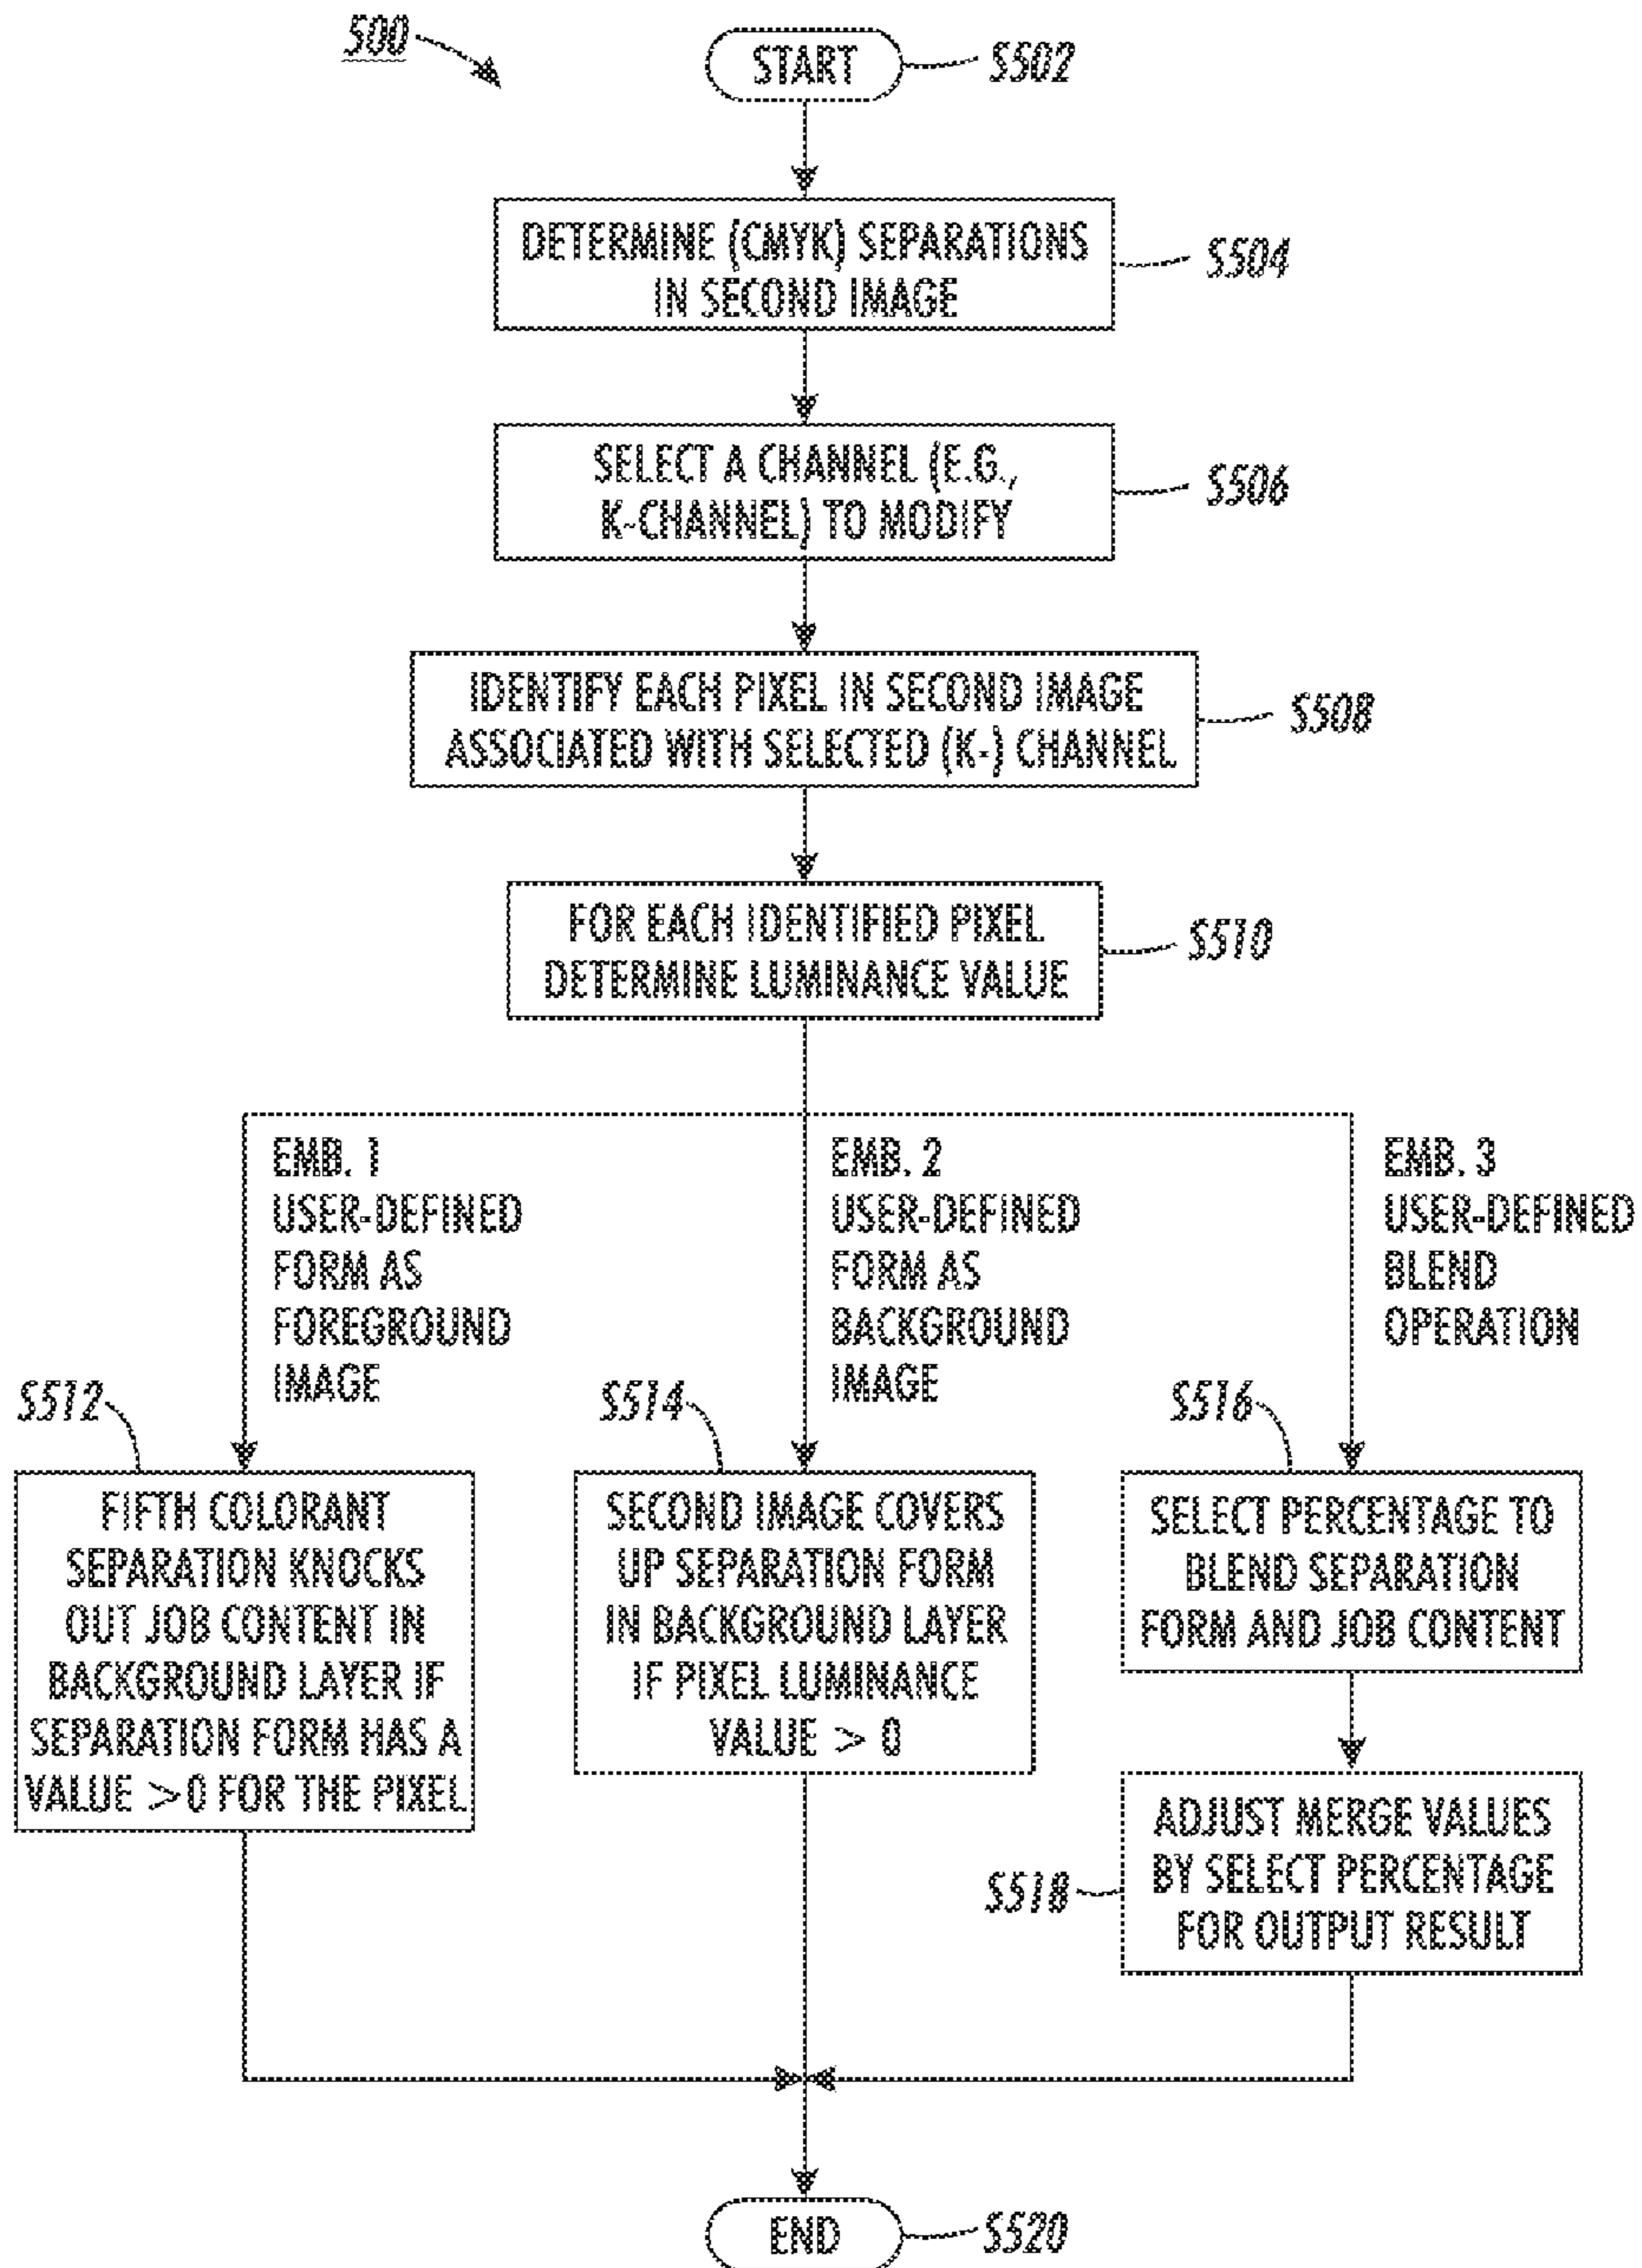 500
START
S502
DETERMINE (CMYK) SEPARATIONS
IN SECOND IMAGE
S504
SELECT A CHANNEL (E.G.,
K-CHANNEL) TO MODIFY
S506
IDENTIFY EACH PIXEL IN SECOND IMAGE
ASSOCIATED WITH SELECTED (K-) CHANNEL
S508
FOR EACH IDENTIFIED PIXEL
DETERMINE LUMINANCE VALUE
S510
EMB. 1
USER-DEFINED
FORM AS
FOREGROUND
IMAGE
EMB. 2
USER-DEFINED
FORM AS
BACKGROUND
IMAGE
EMB. 3
USER-DEFINED
BLEND
OPERATION
S512
FIFTH COLORANT
SEPARATION KNOCKS
OUT JOB CONTENT IN
BACKGROUND LAYER IF
SEPARATION FORM HAS A
VALUE >0 FOR THE PIXEL
S514
SECOND IMAGE COVERS
UP SEPARATION FORM
IN BACKGROUND LAYER
IF PIXEL LUMINANCE
VALUE > 0
S516
SELECT PERCENTAGE TO
BLEND SEPARATION
FORM AND JOB CONTENT
S518
ADJUST MERGE VALUES
BY SELECT PERCENTAGE
FOR OUTPUT RESULT
END
S520